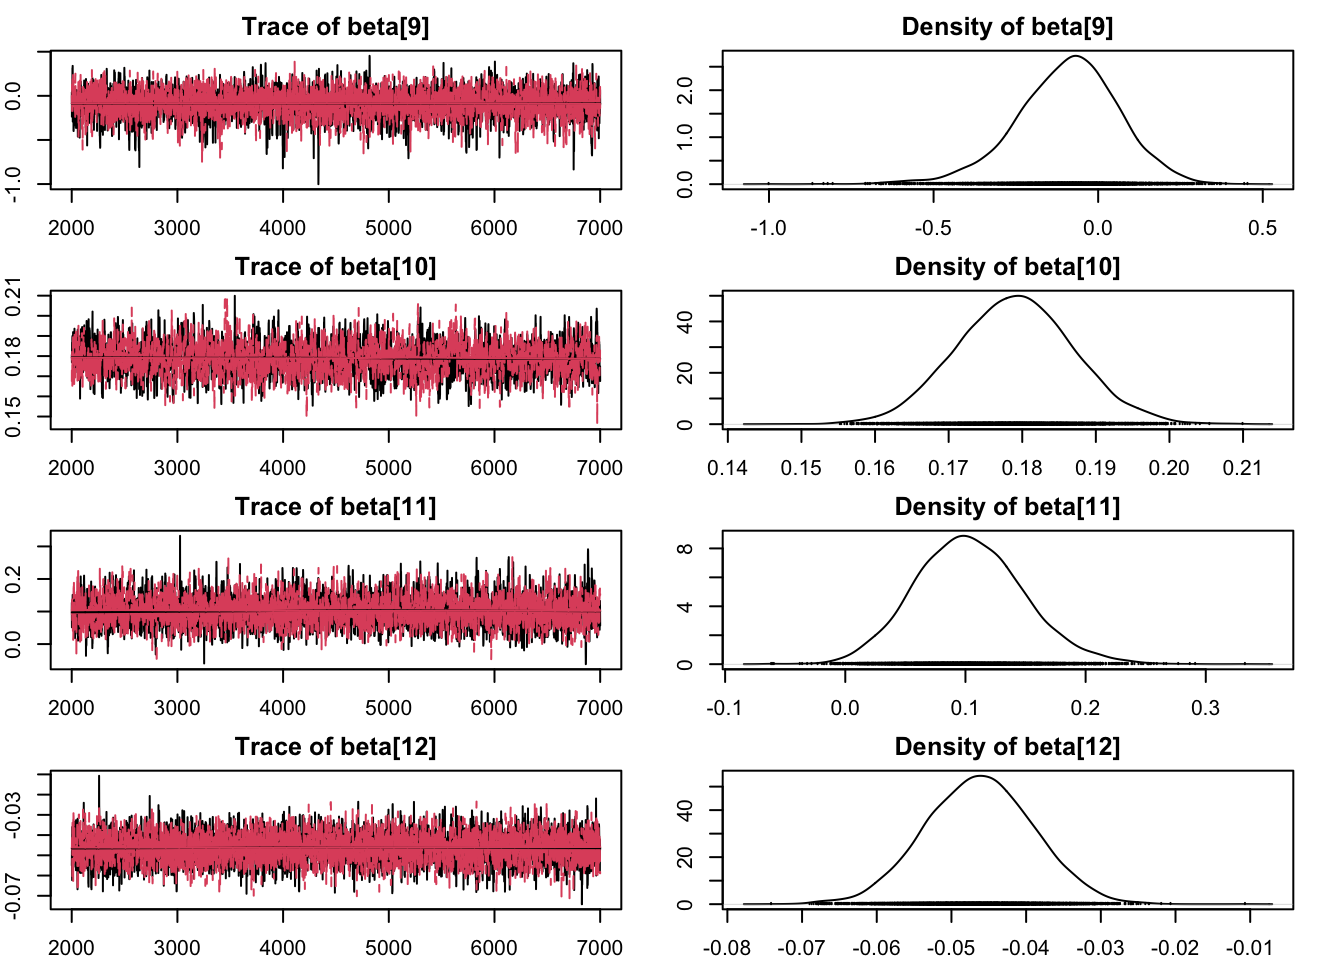 Trace of beta[9]
0.0
-1.0
2000 3000 4000 5000 6000 7000
Density of beta[9]
2.0
1.0
0.0
-1.0 -0.5 0.0 0.5
Trace of beta[10]
0.21
0.18
0.15
2000 3000 4000 5000 6000 7000
Density of beta[10]
40
20
0
0.14 0.15 0.16 0.17 0.18 0.19 0.20 0.21
Trace of beta[11]
0.2
0.0
2000 3000 4000 5000 6000 7000
Density of beta[11]
8
4
0
-0.1 0.0 0.1 0.2 0.3
Trace of beta[12]
-0.03
-0.07
2000 3000 4000 5000 6000 7000
Density of beta[12]
40
20
0
-0.08 -0.07 -0.06 -0.05 -0.04 -0.03 -0.02 -0.01